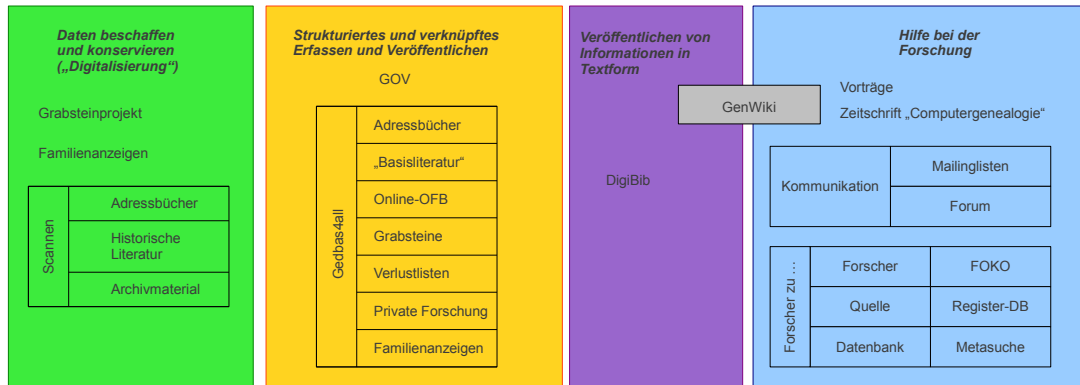 Daten beschaffen
und konservieren
(„Digitalisierung“)
Grabsteinprojekt
Familienanzeigen
Scannen
Adressbücher
Historische
Literatur
Archivmaterial
Strukturiertes und verknüpftes
Erfassen und Veröffentlichen
GOV
Gedbas4all
Adressbücher
„Basisliteratur“
Online-OFB
Grabsteine
Verlustlisten
Private Forschung
Familienanzeigen
Veröffentlichen von
Informationen in
Textform
GenWiki
DigiBib
Hilfe bei der
Forschung
Vorträge
Zeitschrift „Computergenealogie“
Kommunikation
Mailinglisten
Forum
Forscher zu ...
Forscher
FOKO
Quelle
Register-DB
Datenbank
Metasuche